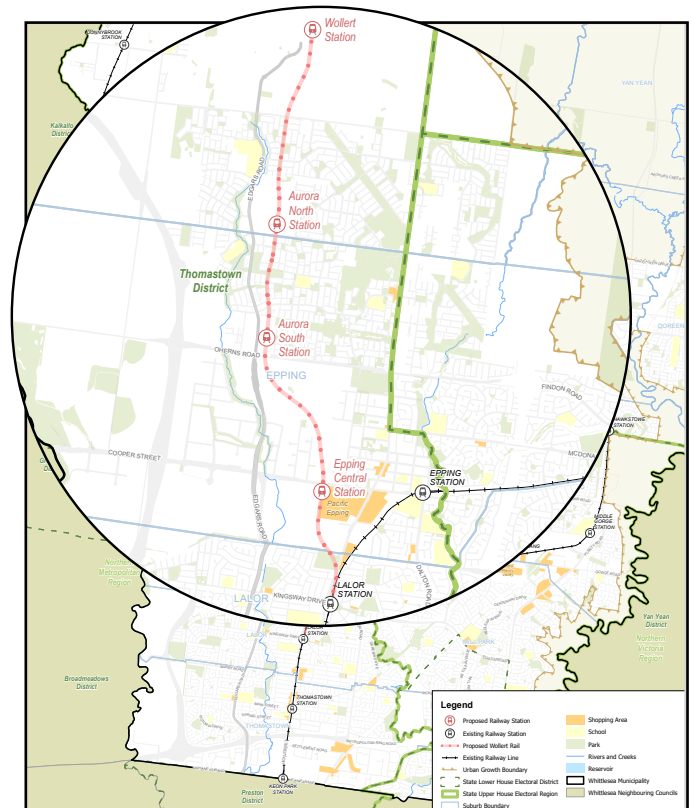 Wollert
Station
STATION
YAN YEAN
Kalkallo
District
EDGARS ROAD
Aurora
North
Station
Thomastown
District
Aurora
South
Station
OHERNS ROAD
EPPING
FINDON ROAD
HAWKSTOWE
STATION
COOPER STREET
MCDONA
Epping
Central
Station
EPPING
STATION
Pacific
Epping
EDGARS ROAD
MIDDLE
GORGE
STATION
Northern
Metropolitan
Region
DALTON ROAD
LALOR
STATION
LALOR
KINGSWAY DRIVE
Yan Yean
District
STATION
Northern
Victoria
Region
Broadmeadows
District
THOMASTOWN
STATION
THOMASTOWN
KEON PARK
STATION
Preston
District
Legend
Proposed Railway Station
Existing Railway Station
Proposed Wollert Rail
Existing Railway Line
Urban Growth Boundary
State Lower House Electoral District
State Upper House Electoral Region
Suburb Boundary
Shopping Area
School
Park
Rivers and Creeks
Reservoir
Whittlesea Municipality
Whittlesea Neighbouring Councils